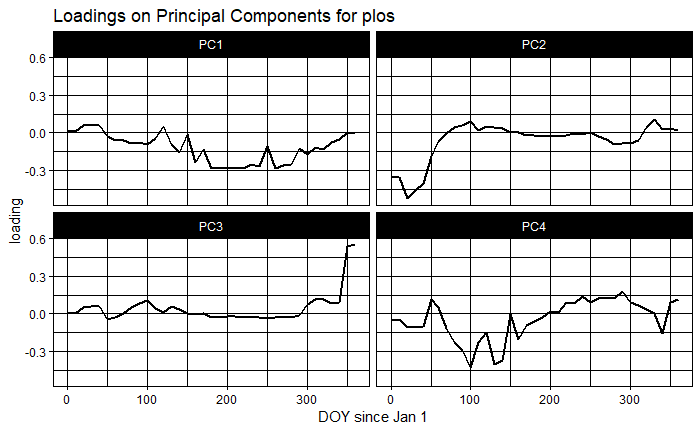 Loadings on Principal Components for plos
PC1 PC2
0.6
0.3
0.0
-0.3
PC3 PC4
0.6
0.3
0.0
-0.3
loading
0 100 200 300 0 100 200 300
DOY since Jan 1